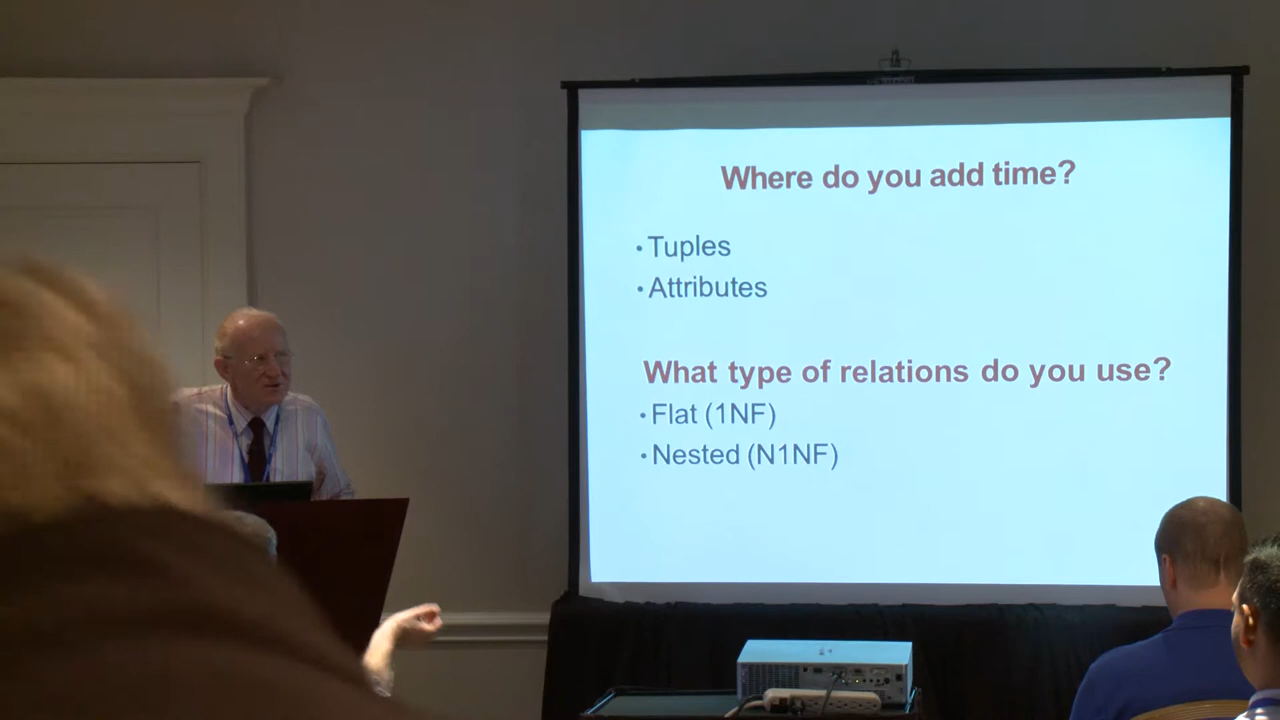 Where do you add time?
• Tuples
• Attributes
What type of relations do you use?
• Flat (1NF)
• Nested (N1NF)